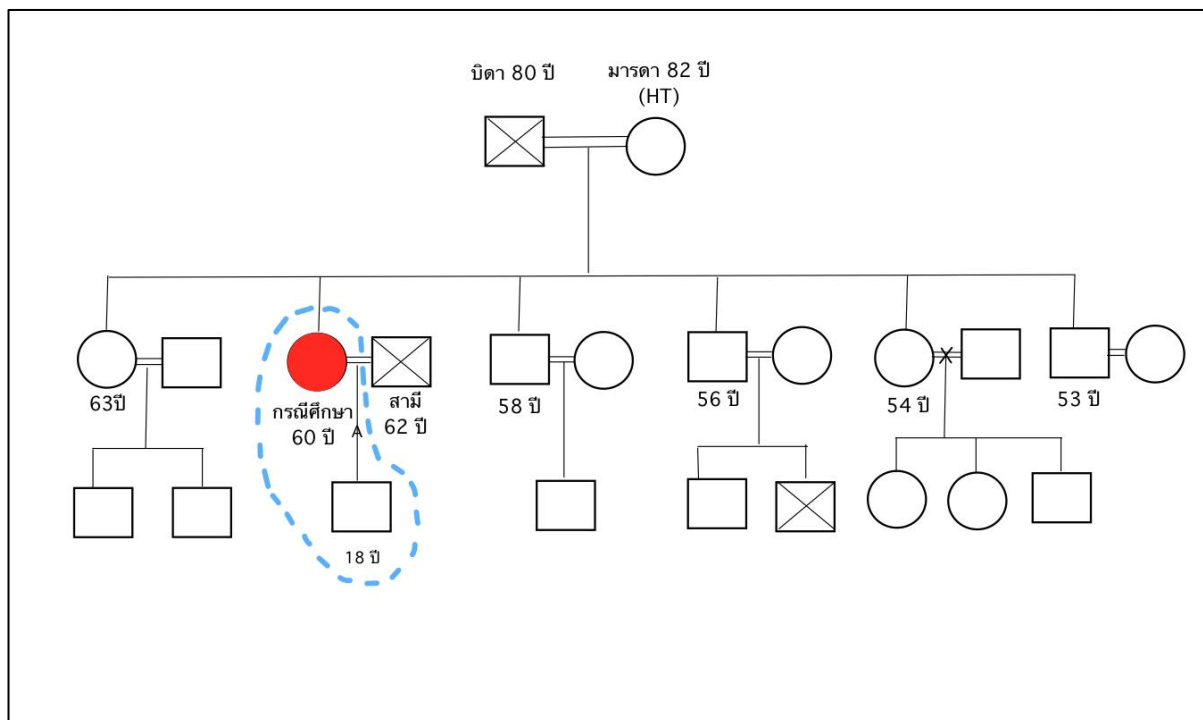 บิดา 80 ปี
มารดา 82 ปี
(HT)
63ปี
กรณีศึกษา
60 ปี
สามี
62 ปี
A
58 ปี
56 ปี
54 ปี
53 ปี
18 ปี